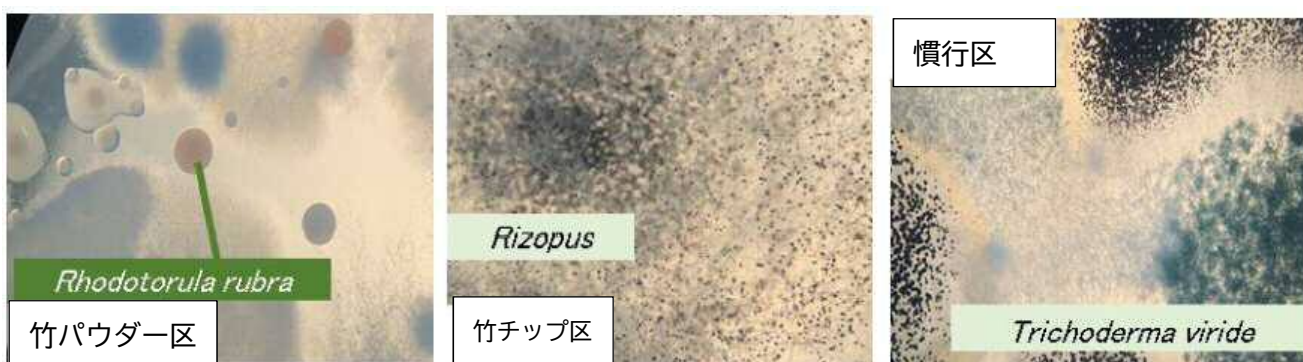 Rhodotorula rubra
竹パウダー区
Rizopus
竹チップ区
慣行区
Trichoderma viride